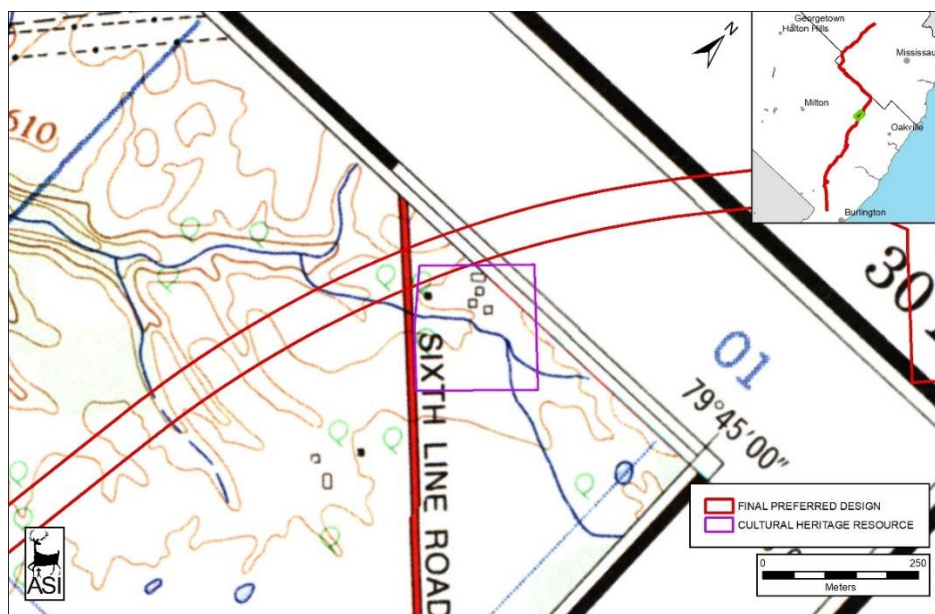 610
SIXTH LINE ROAD
01
79°45'00"
30
N
Georgetown
Halton Hills
Mississau
Milton
Oakville
Burlington
FINAL PREFERRED DESIGN
CULTURAL HERITAGE RESOURCE
0 250
Meters
ASI